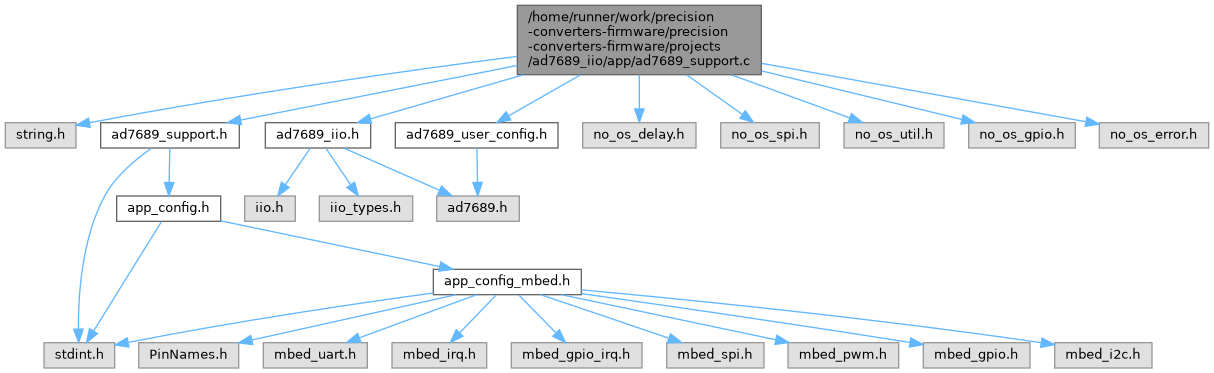 /home/runner/work/precision
-converters-firmware/precision
-converters-firmware/projects
/ad7689_iio/app/ad7689_support.c
string.h
ad7689_support.h
ad7689_iio.h
ad7689_user_config.h
no_os_delay.h
no_os_spi.h
no_os_util.h
no_os_gpio.h
no_os_error.h
app_config.h
iio.h
iio_types.h
ad7689.h
app_config_mbed.h
stdint.h
PinNames.h
mbed_uart.h
mbed_irq.h
mbed_gpio_irq.h
mbed_spi.h
mbed_pwm.h
mbed_gpio.h
mbed_i2c.h